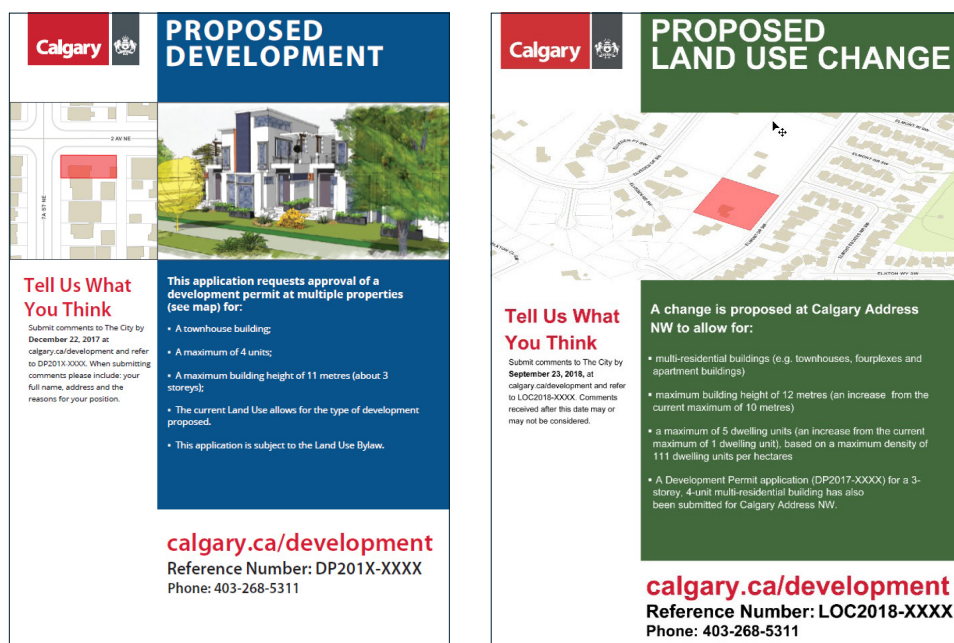 Calgary
PROPOSED
DEVELOPMENT
2 AV NE
7A ST NE
Tell Us What
You Think
Submit comments to The City by
December 22, 2017 at
calgary.ca/development and refer
to DP201X-XXXX. When submitting
comments please include: your
full name, address and the
reasons for your position.
This application requests approval of a
development permit at multiple properties
(see map) for:
• A townhouse building;
• A maximum of 4 units;
• A maximum building height of 11 metres (about 3
storeys);
• The current Land Use allows for the type of development
proposed.
• This application is subject to the Land Use Bylaw.
calgary.ca/development
Reference Number: DP201X-XXXX
Phone: 403-268-5311
Calgary
PROPOSED
LAND USE CHANGE
ELMONT DR SW
ELKTON WY SW
Tell Us What
You Think
Submit comments to The City by
September 23, 2018, at
calgary.ca/development and refer
to LOC2018-XXXX. Comments
received after this date may or
may not be considered.
A change is proposed at Calgary Address
NW to allow for:
• multi-residential buildings (e.g. townhouses, fourplexes and
apartment buildings)
• maximum building height of 12 metres (an increase from the
current maximum of 10 metres)
• a maximum of 5 dwelling units (an increase from the current
maximum of 1 dwelling unit), based on a maximum density of
111 dwelling units per hectares
• A Development Permit application (DP2017-XXXX) for a 3-
storey, 4-unit multi-residential building has also
been submitted for Calgary Address NW.
calgary.ca/development
Reference Number: LOC2018-XXXX
Phone: 403-268-5311